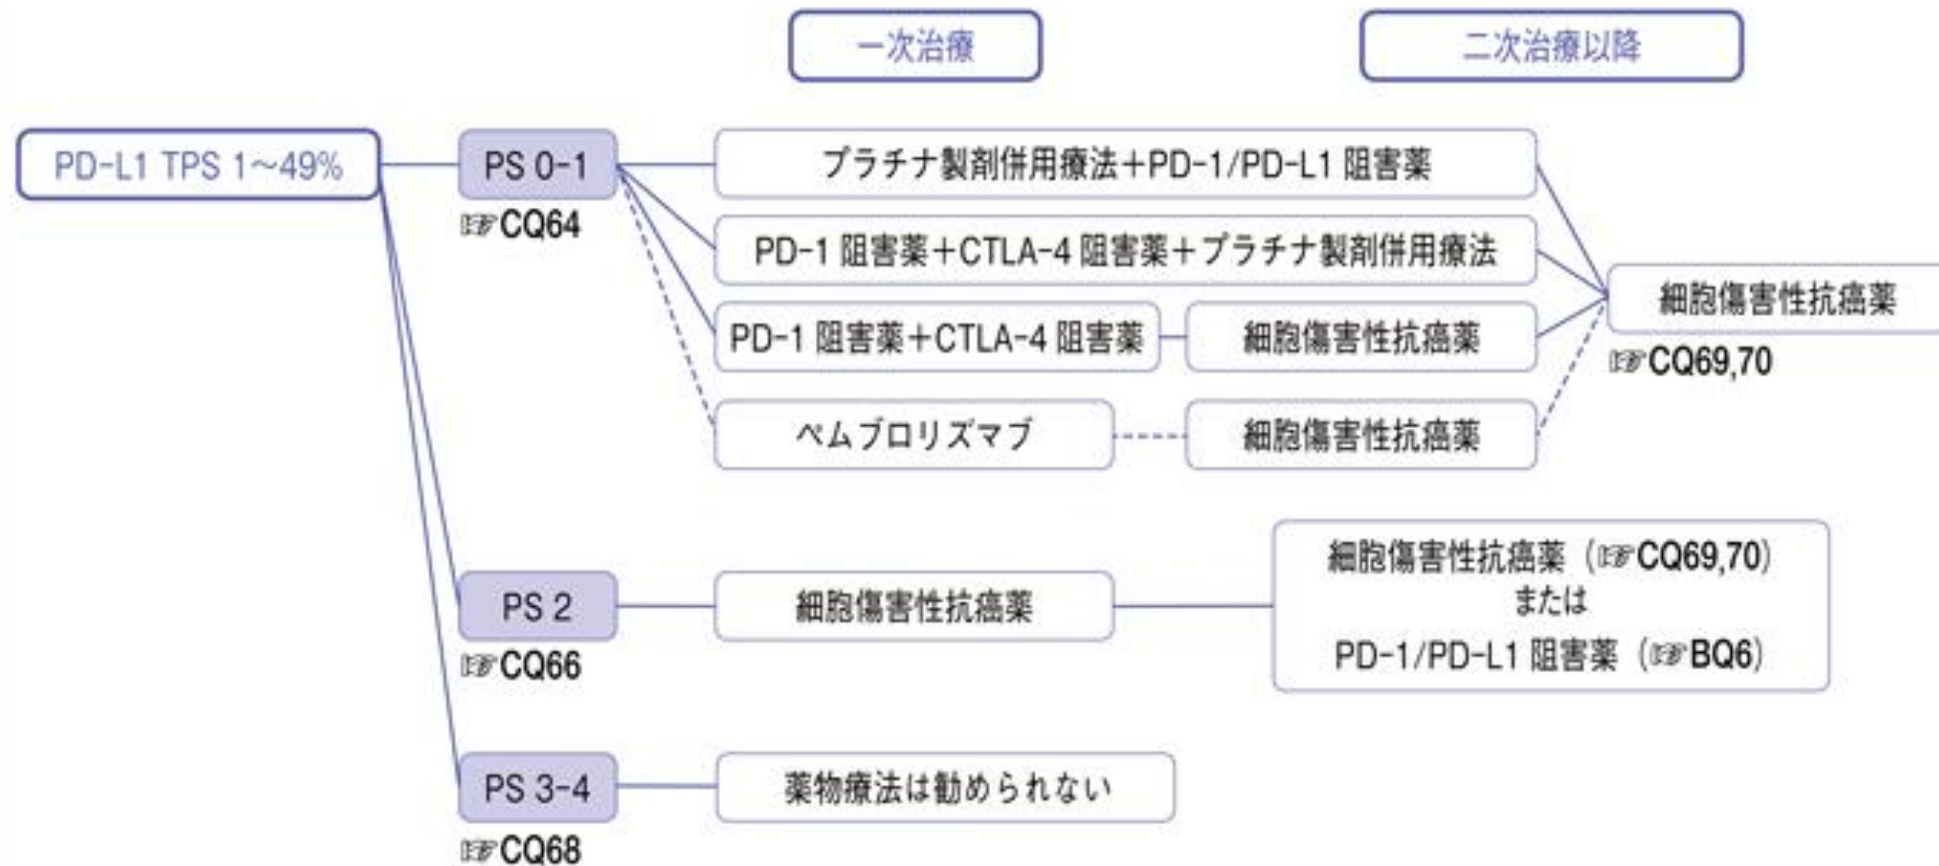 一次治療
二次治療以降
PD-L1 TPS 1～49%
PS 0-1
☞CQ64
プラチナ製剤併用療法＋PD-1/PD-L1 阻害薬
PD-1 阻害薬＋CTLA-4 阻害薬＋プラチナ製剤併用療法
PD-1 阻害薬＋CTLA-4 阻害薬
細胞傷害性抗癌薬
ペムブロリズマブ
細胞傷害性抗癌薬
細胞傷害性抗癌薬
☞CQ69,70
PS 2
☞CQ66
細胞傷害性抗癌薬
細胞傷害性抗癌薬（☞CQ69,70）
または
PD-1/PD-L1 阻害薬（☞BQ6）
PS 3-4
☞CQ68
薬物療法は勧められない